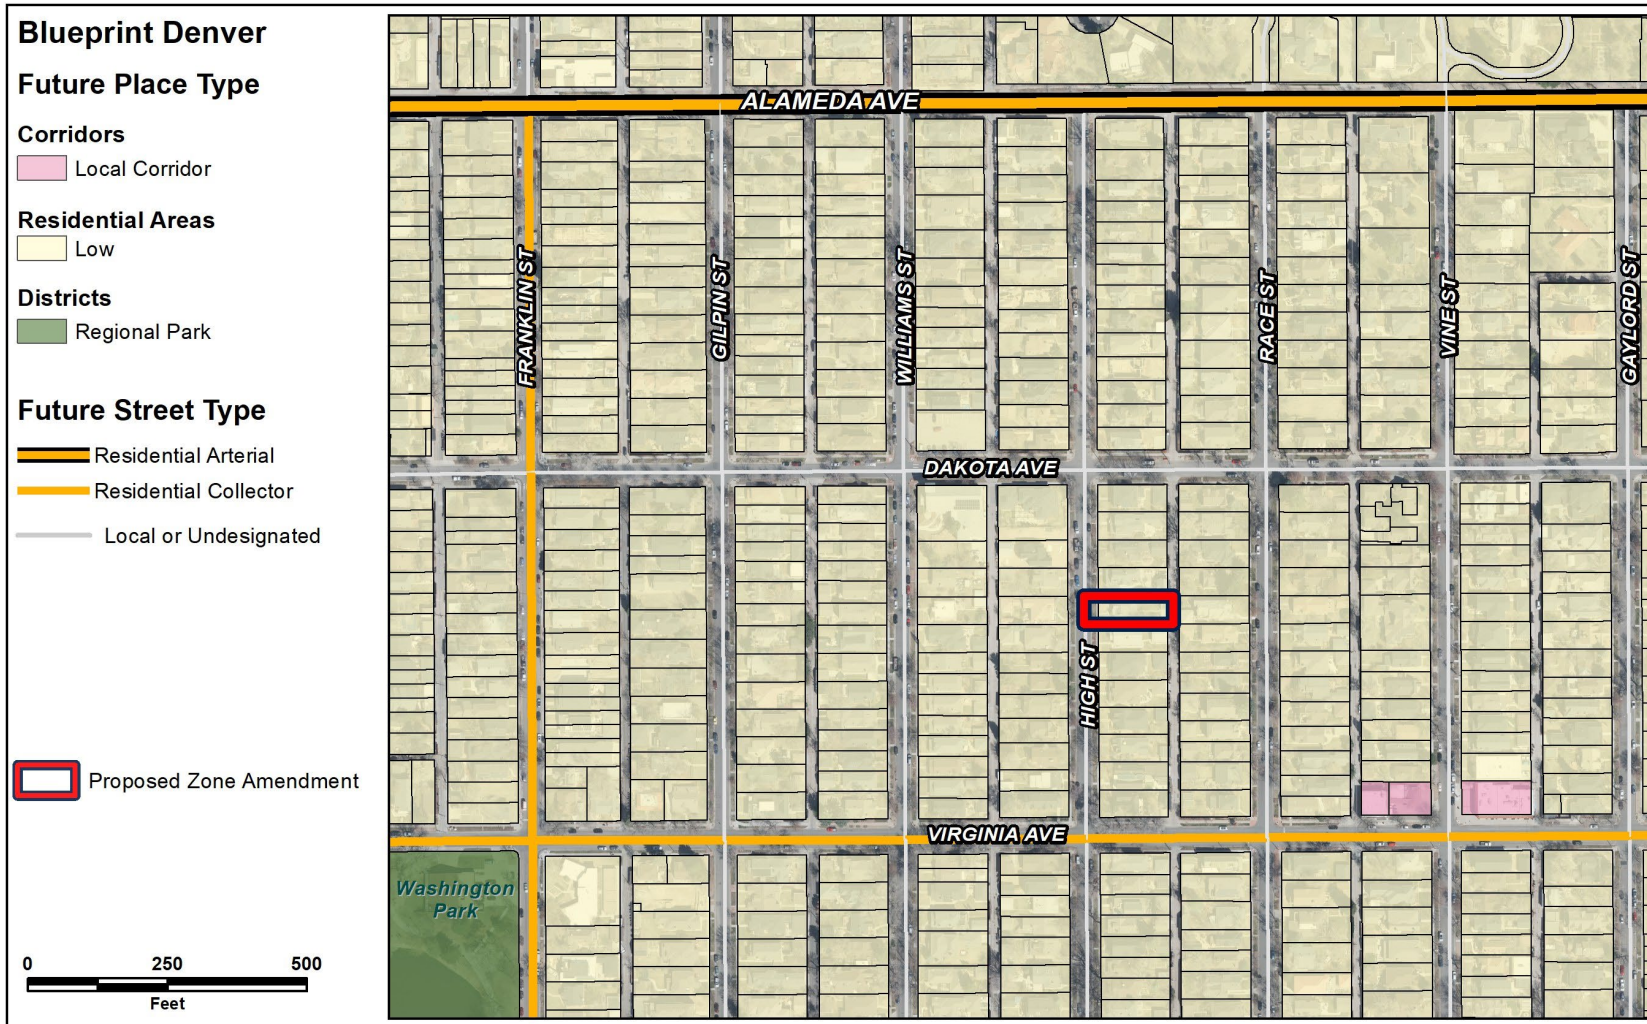 Blueprint Denver
Future Place Type
Corridors
Local Corridor
Residential Areas
Low
Districts
Regional Park
Future Street Type
Residential Arterial
Residential Collector
Local or Undesignated
Proposed Zone Amendment
0 250 500
Feet
ALAMEDA AVE
FRANKLIN ST
GILPIN ST
WILLIAMS ST
RACE ST
VINE ST
GAYLORD ST
DAKOTA AVE
HIGH ST
VIRGINIA AVE
Washington
Park